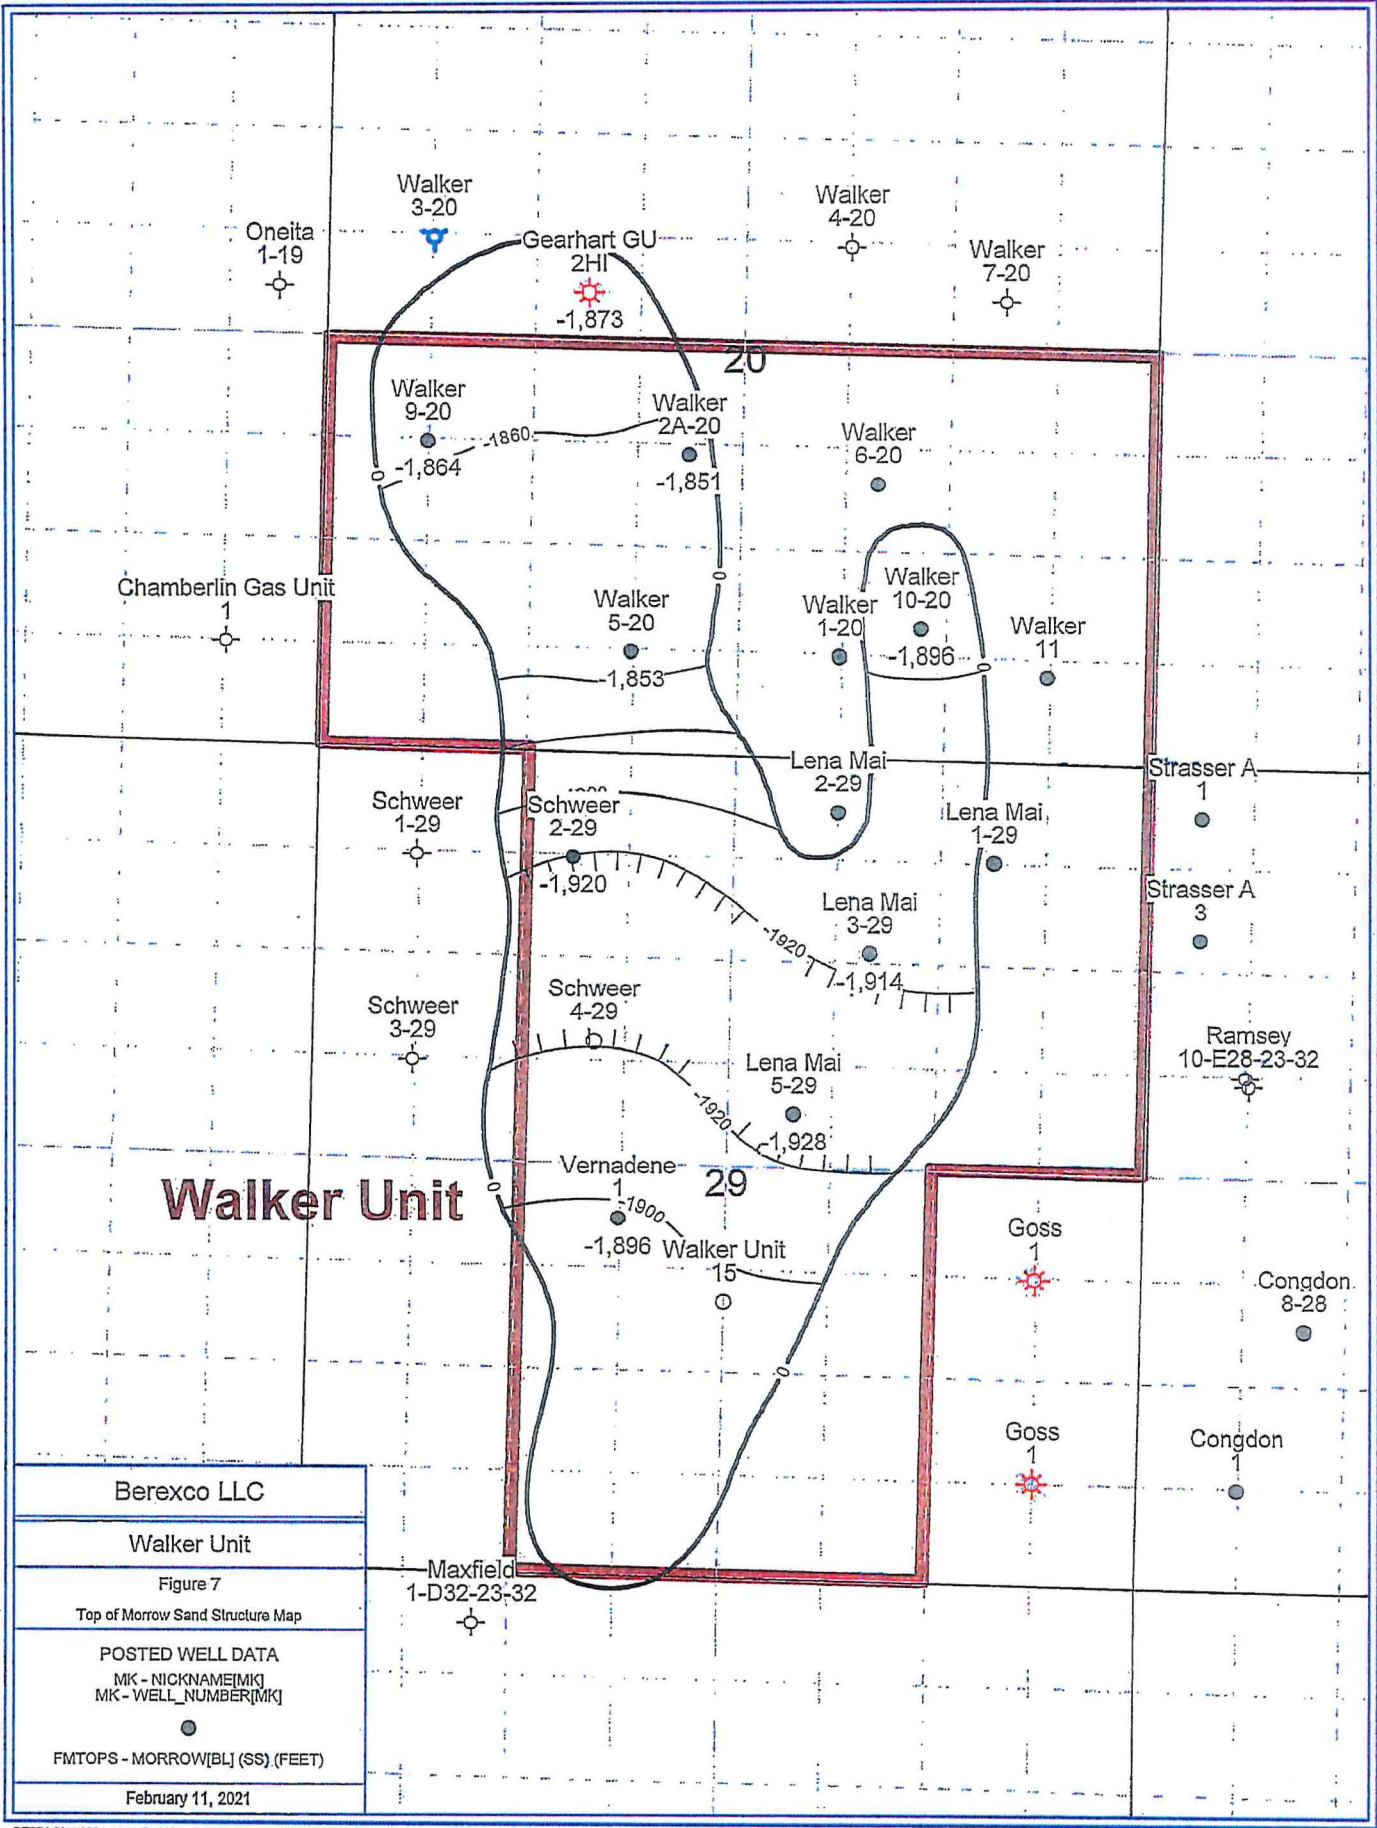 Walker
3-20
Oneita
1-19
Gearhart GU
2HI
-1,873
Walker
4-20
Walker
7-20
20
Walker
9-20
-1,864
-1860
Walker
2A-20
-1,851
Walker
6-20
0
0
Chamberlin Gas Unit
1
Walker
5-20
-1,853
Walker
1-20
Walker
10-20
-1,896
Walker
11
0
Lena Mai
2-29
Strasser A
1
Schweer
1-29
Schweer
2-29
-1,920
Lena Mai
1-29
Strasser A
3
Lena Mai
3-29
-1,914
-1920
Schweer
3-29
Schweer
4-29
Ramsey
10-E28-23-32
Lena Mai
5-29
-1,928
-1920
Walker Unit
0
Vernadene
1
-1900
-1,896
29
Walker Unit
15
Goss
1
Congdon
8-28
0
Goss
1
Congdon
1
Maxfield
1-D32-23-32
Berexco LLC
Walker Unit
Figure 7
Top of Morrow Sand Structure Map
POSTED WELL DATA
MK - NICKNAME[MK]
MK - WELL_NUMBER[MK]
FMTOPS - MORROW[BL] (SS) (FEET)
February 11, 2021